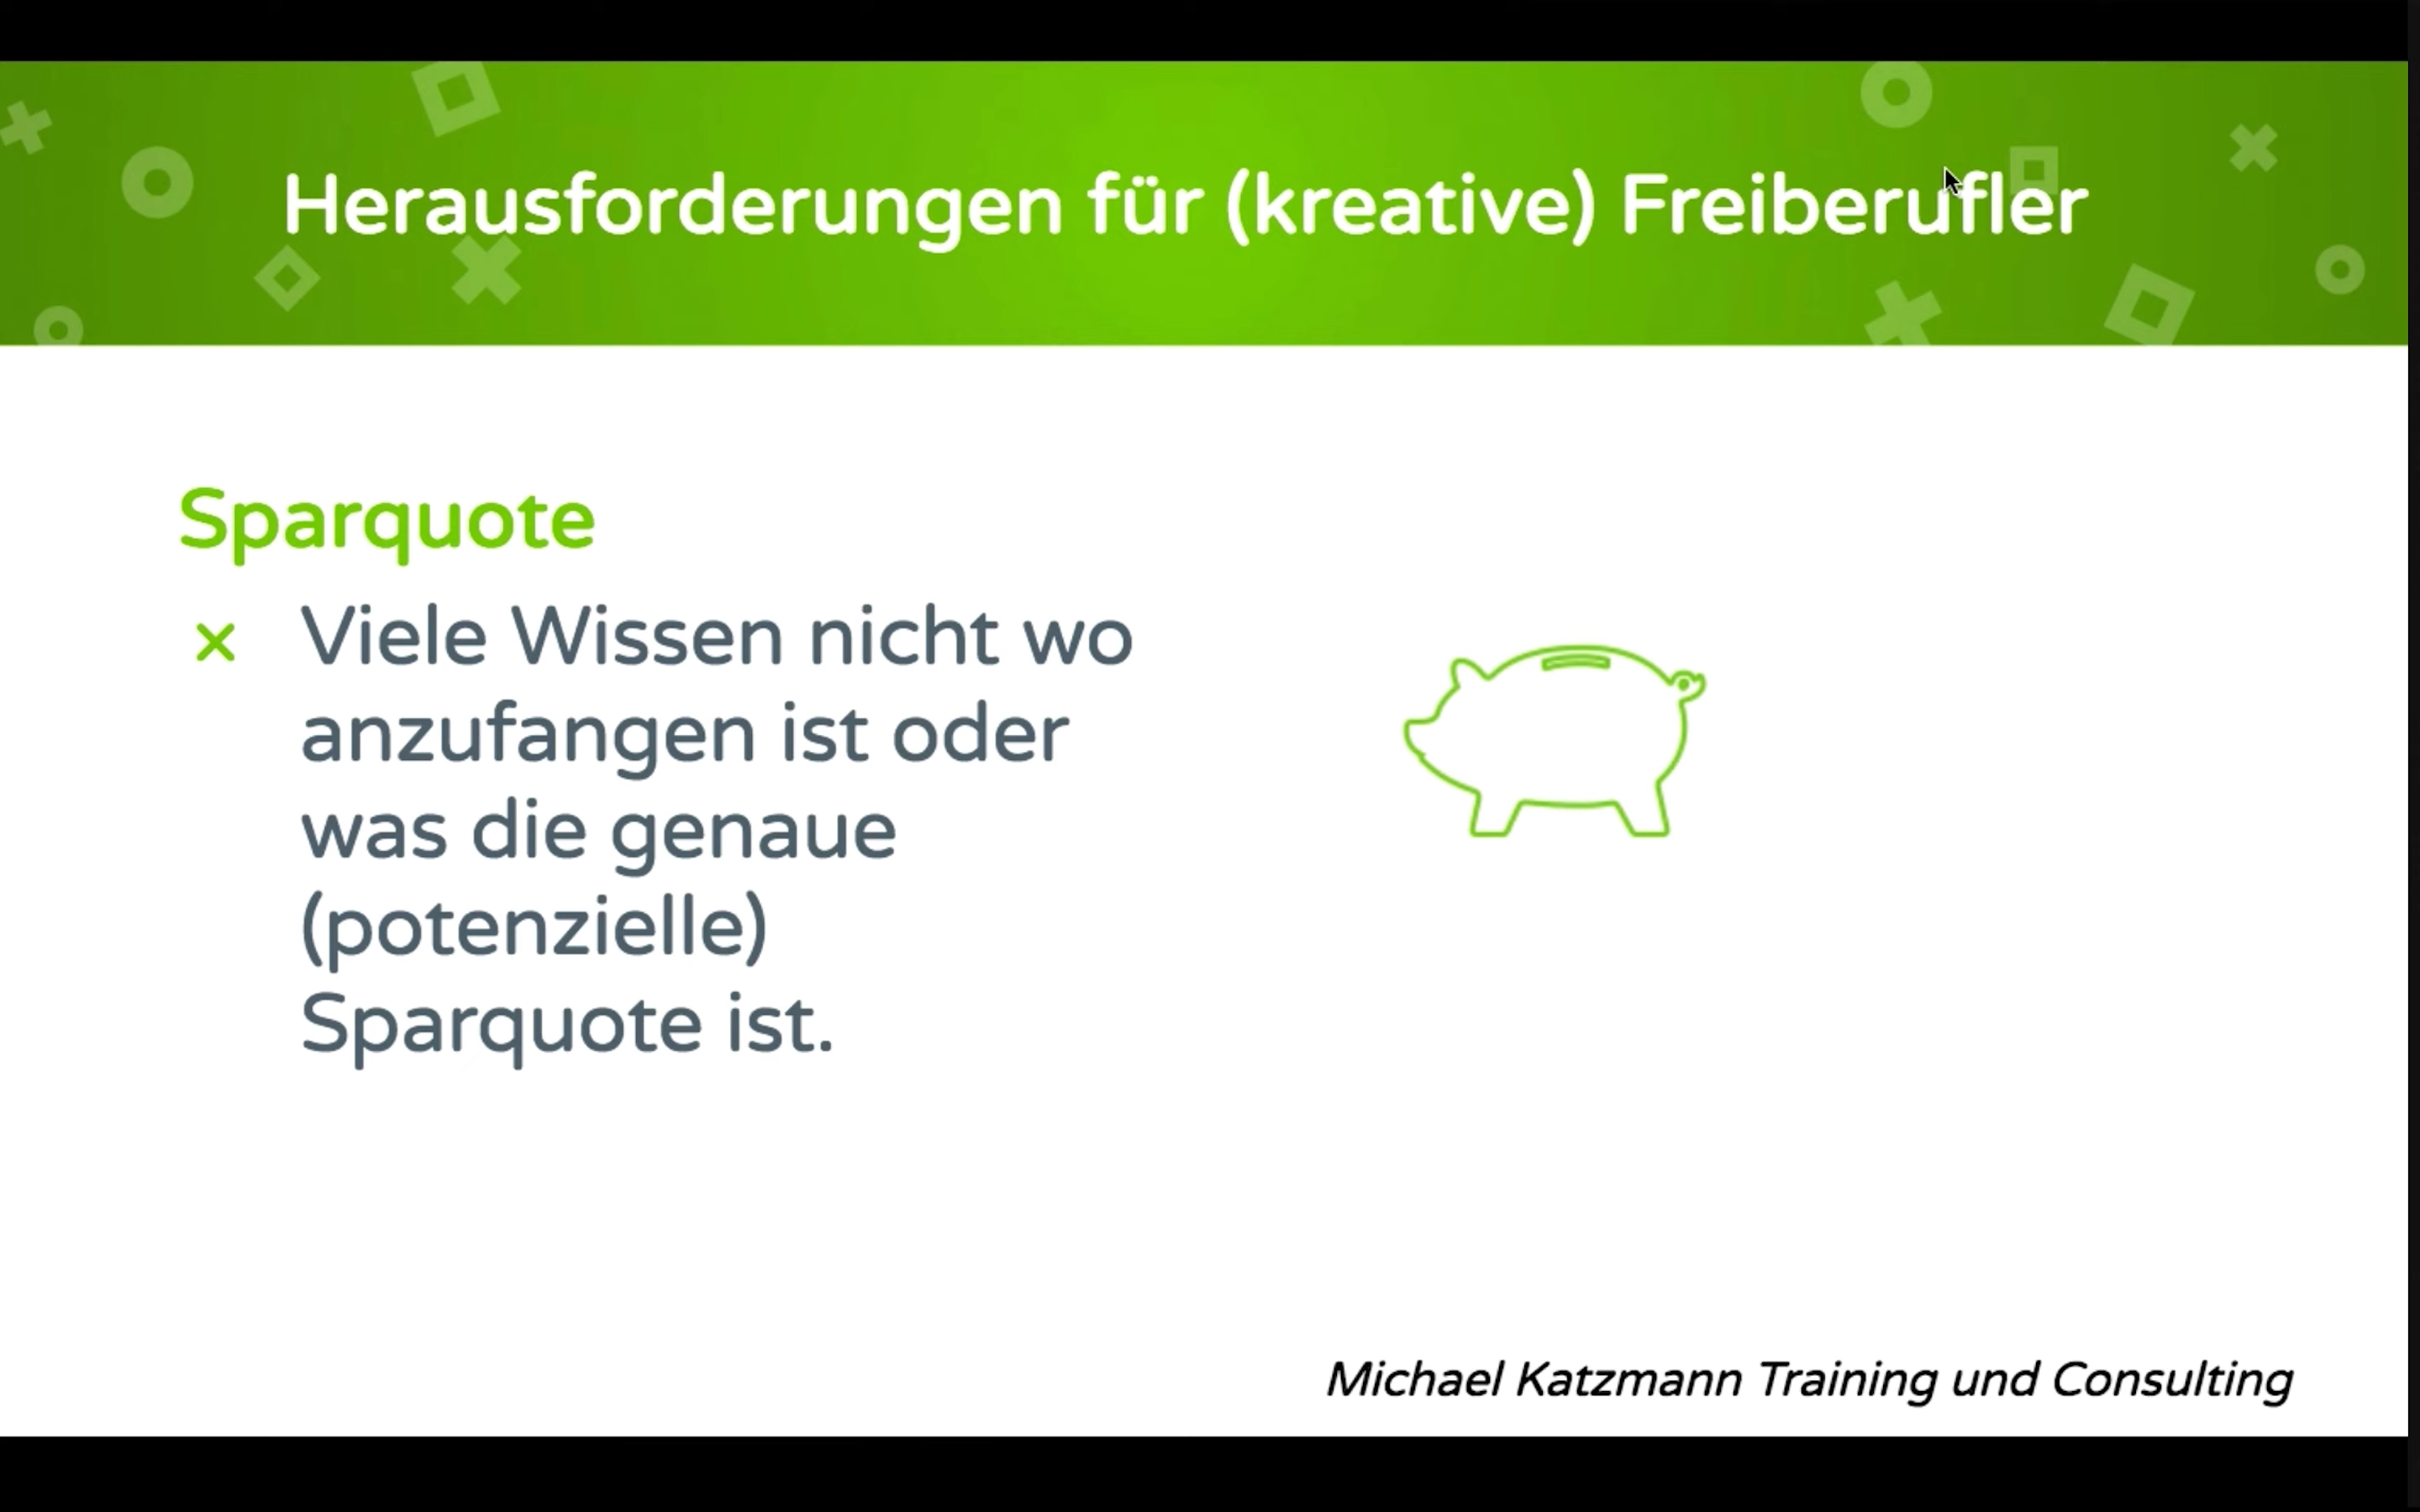 Herausforderungen für (kreative) Freiberufler
Sparquote
× Viele Wissen nicht wo
anzufangen ist oder
was die genaue
(potenzielle)
Sparquote ist.
Michael Katzmann Training und Consulting